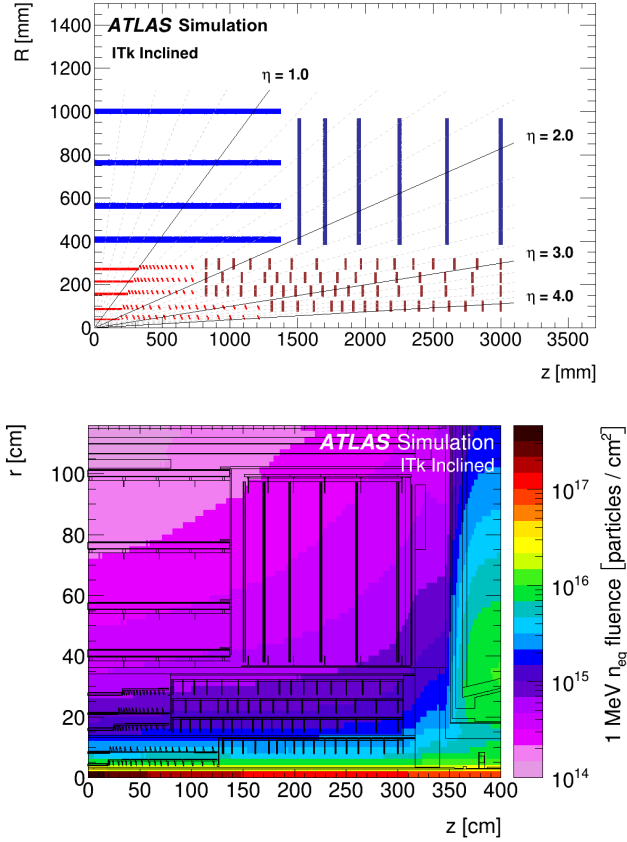 R [mm]
1400
1200
1000
800
600
400
200
0
ATLAS Simulation
ITk Inclined
η = 1.0
η = 2.0
η = 3.0
η = 4.0
0 500 1000 1500 2000 2500 3000 3500
z [mm]
r [cm]
100
80
60
40
20
0
ATLAS Simulation
ITk Inclined
0 50 100 150 200 250 300 350 400
z [cm]
10^17
10^16
10^15
10^14
1 MeV n_eq fluence [particles / cm^2]